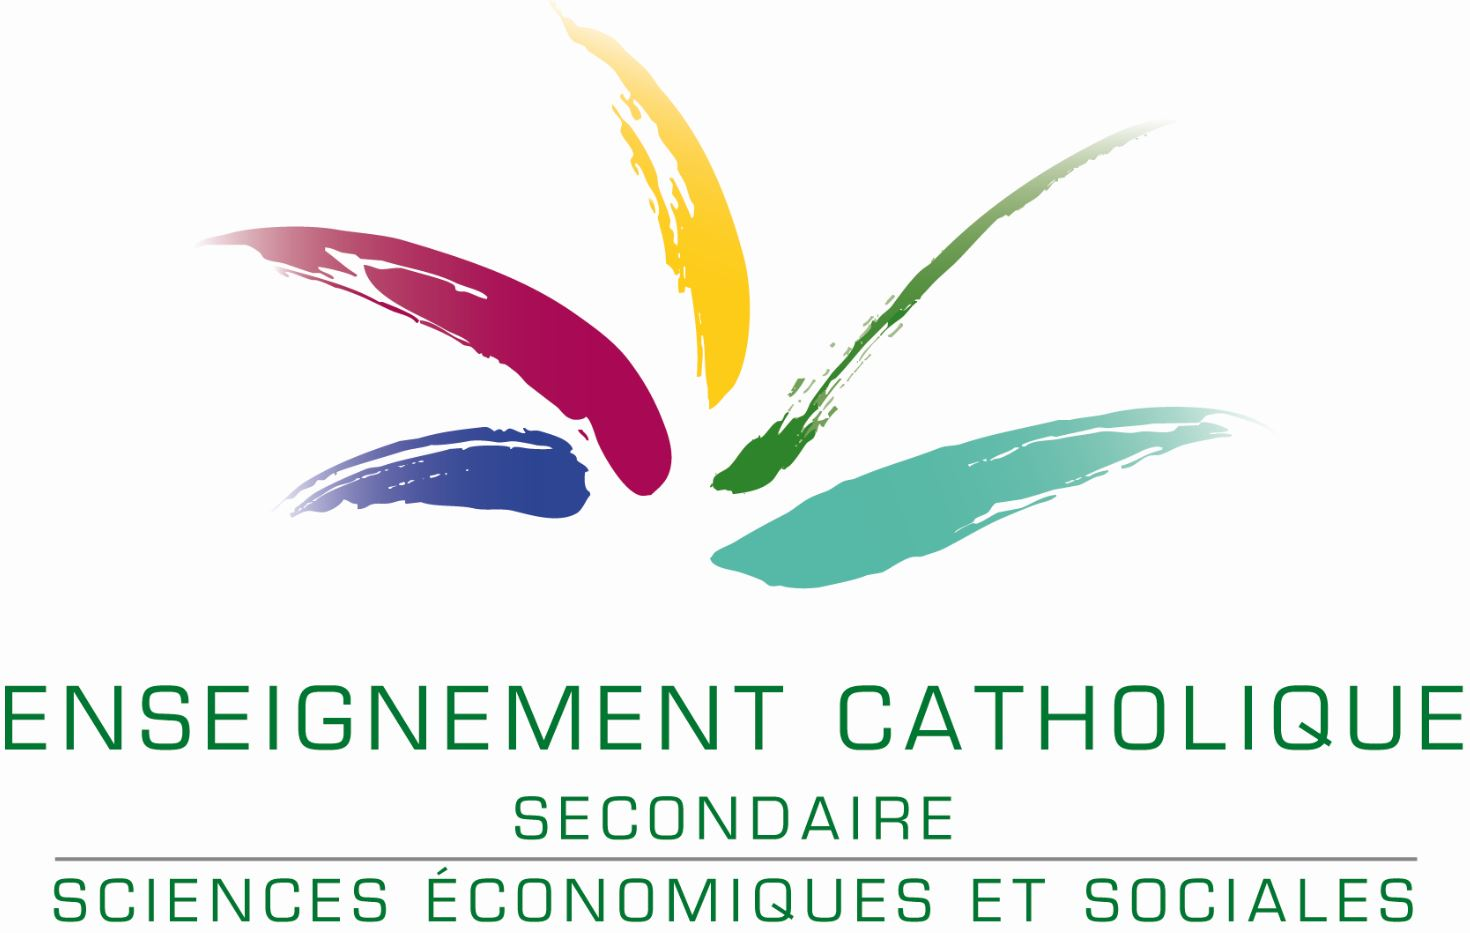 ENSEIGNEMENT CATHOLIQUE
SECONDAIRE
SCIENCES ÉCONOMIQUES ET SOCIALES